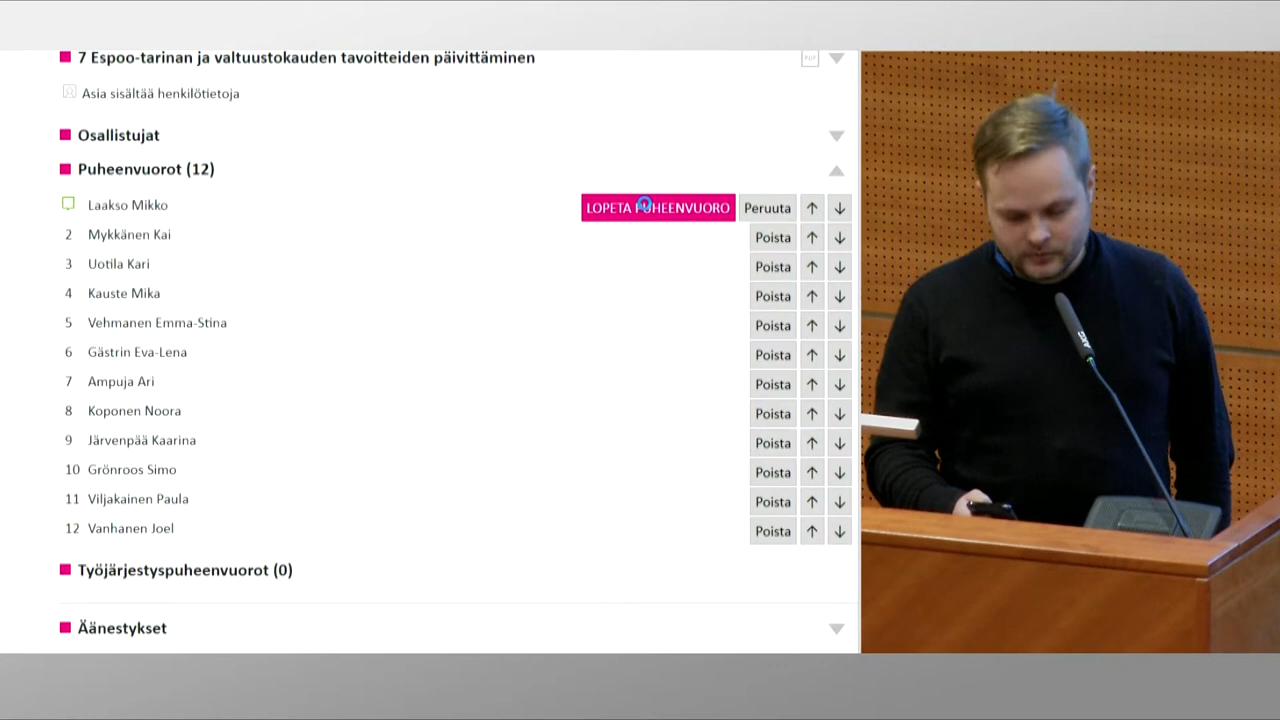 7 Espoo-tarinan ja valtuustokauden tavoitteiden päivittäminen
PDF
Asia sisältää henkilötietoja
Osallistujat
Puheenvuorot (12)
Laakso Mikko LOPETA PUHEENVUORO Peruuta ↑ ↓
2 Mykkänen Kai Poista ↑ ↓
3 Uotila Kari Poista ↑ ↓
4 Kauste Mika Poista ↑ ↓
5 Vehmanen Emma-Stina Poista ↑ ↓
6 Gästrin Eva-Lena Poista ↑ ↓
7 Ampuja Ari Poista ↑ ↓
8 Koponen Noora Poista ↑ ↓
9 Järvenpää Kaarina Poista ↑ ↓
10 Grönroos Simo Poista ↑ ↓
11 Viljakainen Paula Poista ↑ ↓
12 Vanhanen Joel Poista ↑ ↓
Työjärjestyspuheenvuorot (0)
Äänestykset
AKG